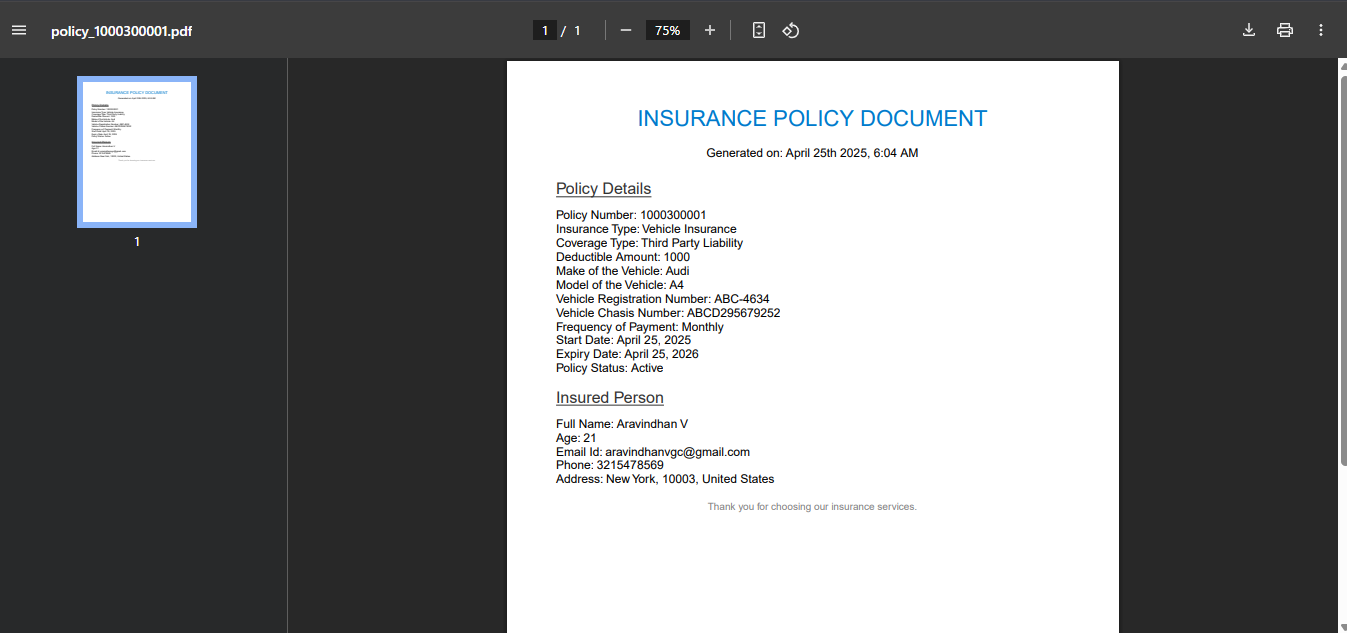 policy_1000300001.pdf
1 / 1
75%
1
INSURANCE POLICY DOCUMENT
Generated on: April 25th 2025, 6:04 AM
Policy Details
Policy Number: 1000300001
Insurance Type: Vehicle Insurance
Coverage Type: Third Party Liability
Deductible Amount: 1000
Make of the Vehicle: Audi
Model of the Vehicle: A4
Vehicle Registration Number: ABC-4634
Vehicle Chasis Number: ABCD295679252
Frequency of Payment: Monthly
Start Date: April 25, 2025
Expiry Date: April 25, 2026
Policy Status: Active
Insured Person
Full Name: Aravindhan V
Age: 21
Email Id: aravindhanvgc@gmail.com
Phone: 3215478569
Address: New York, 10003, United States
Thank you for choosing our insurance services.